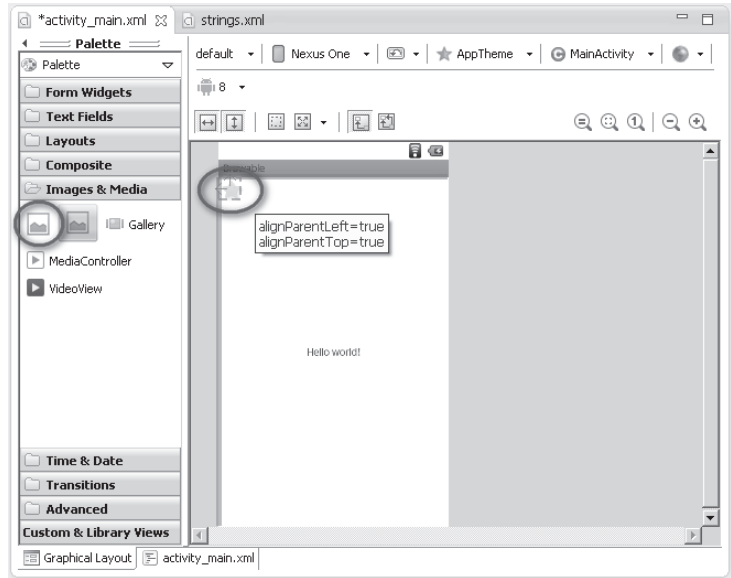 *activity_main.xml
strings.xml
Palette
Palette
Form Widgets
Text Fields
Layouts
Composite
Images & Media
Gallery
MediaController
VideoView
Time & Date
Transitions
Advanced
Custom & Library Views
default
Nexus One
AppTheme
MainActivity
8
1
Drawable
alignParentLeft=true
alignParentTop=true
Hello world!
Graphical Layout
activity_main.xml